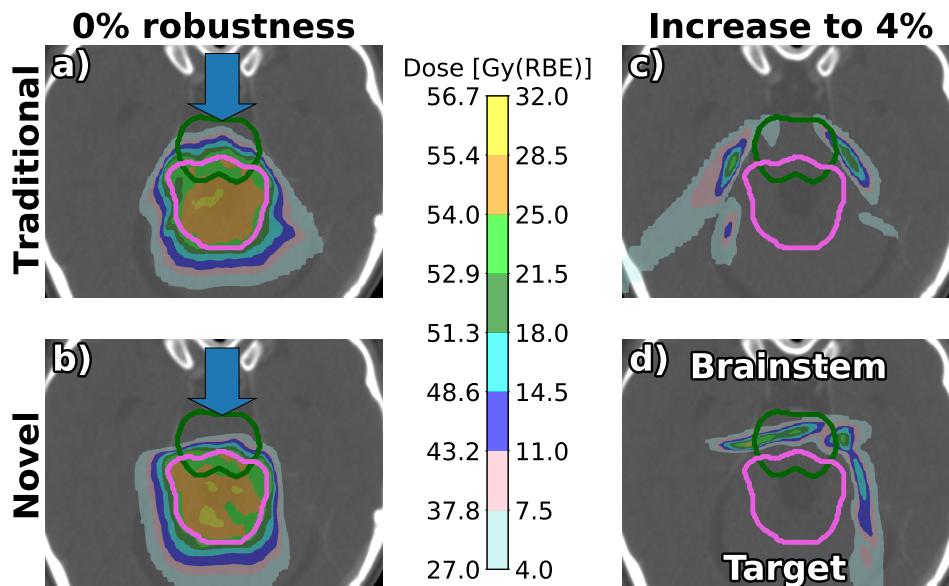 0% robustness
Increase to 4%
Traditional
a)
c)
Dose [Gy(RBE)]
56.7 32.0
55.4 28.5
54.0 25.0
52.9 21.5
51.3 18.0
48.6 14.5
43.2 11.0
37.8 7.5
27.0 4.0
Novel
b)
d)
Brainstem
Target